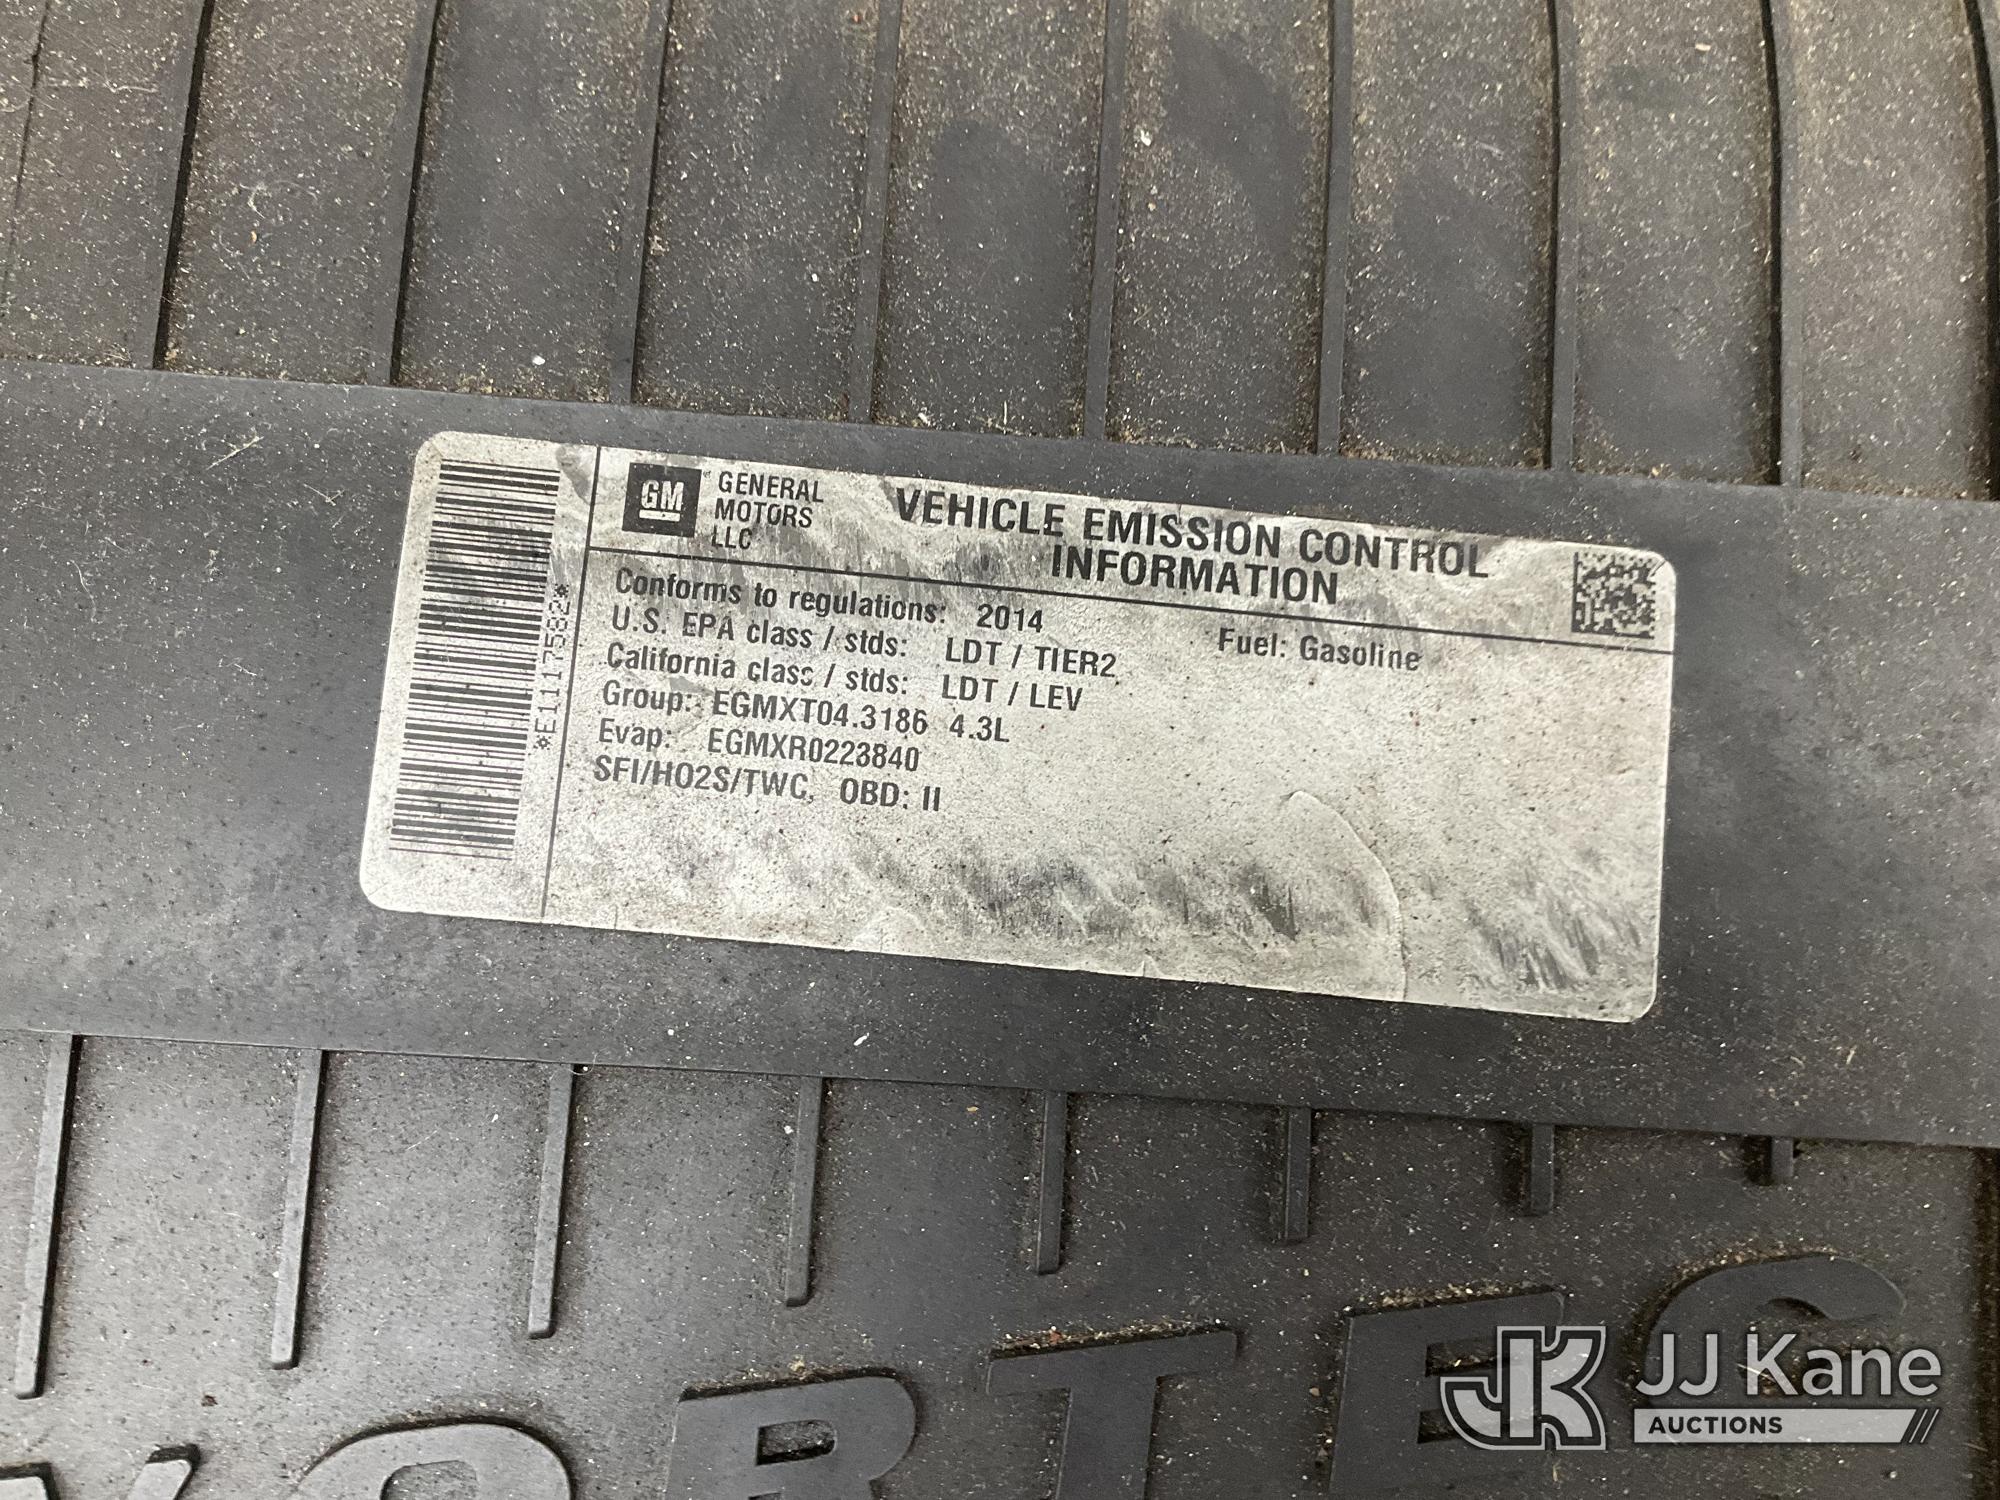 GM GENERAL
MOTORS
LLC
VEHICLE EMISSION CONTROL
INFORMATION
Conforms to regulations: 2014
Fuel: Gasoline
U.S. EPA class / stds: LDT / TIER2
California class / stds: LDT / LEV
Group: EGMXT04.3186 4.3L
Evap: EGMXR0223840
SFI/HO2S/TWC, OBD: II
*E1117582*
VORTEC
JK JJ Kane
AUCTIONS